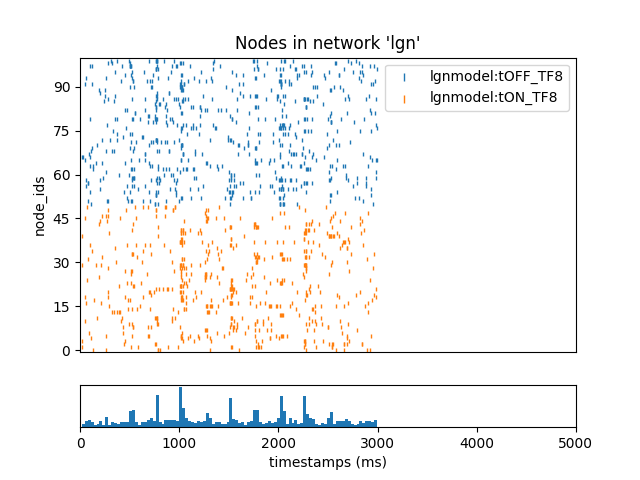 Nodes in network 'lgn'
lgnmodel:tOFF_TF8
lgnmodel:tON_TF8
90
75
60
45
30
15
0
node_ids
0 1000 2000 3000 4000 5000
timestamps (ms)